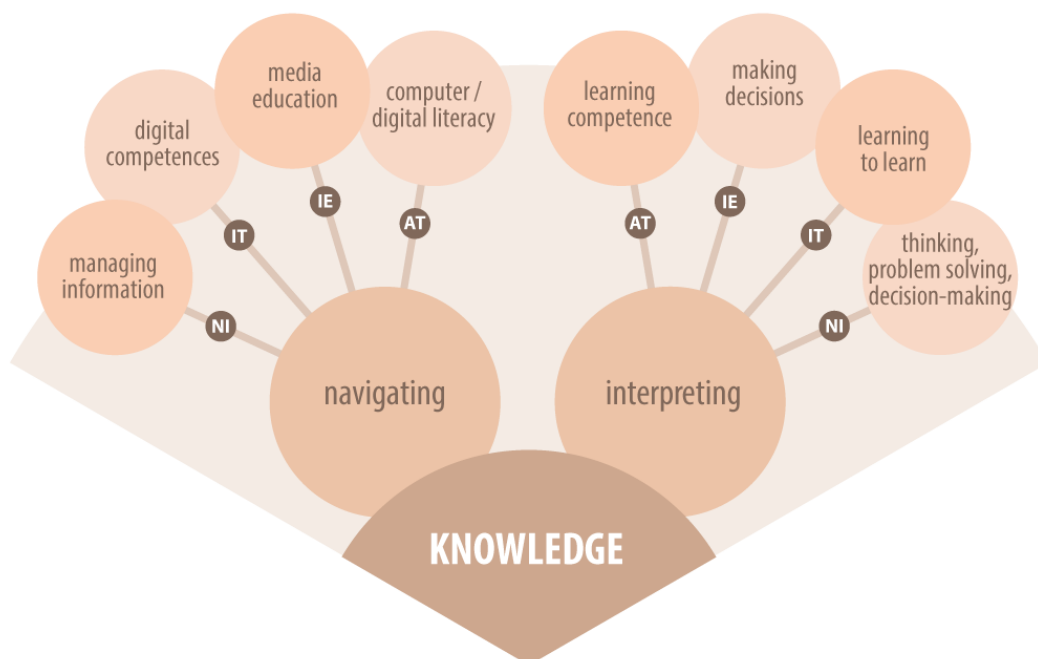 media
education
computer /
digital literacy
digital
competences
managing
information
IE
AT
IT
NI
navigating
learning
competence
making
decisions
learning
to learn
thinking,
problem solving,
decision-making
AT
IE
IT
NI
interpreting
KNOWLEDGE